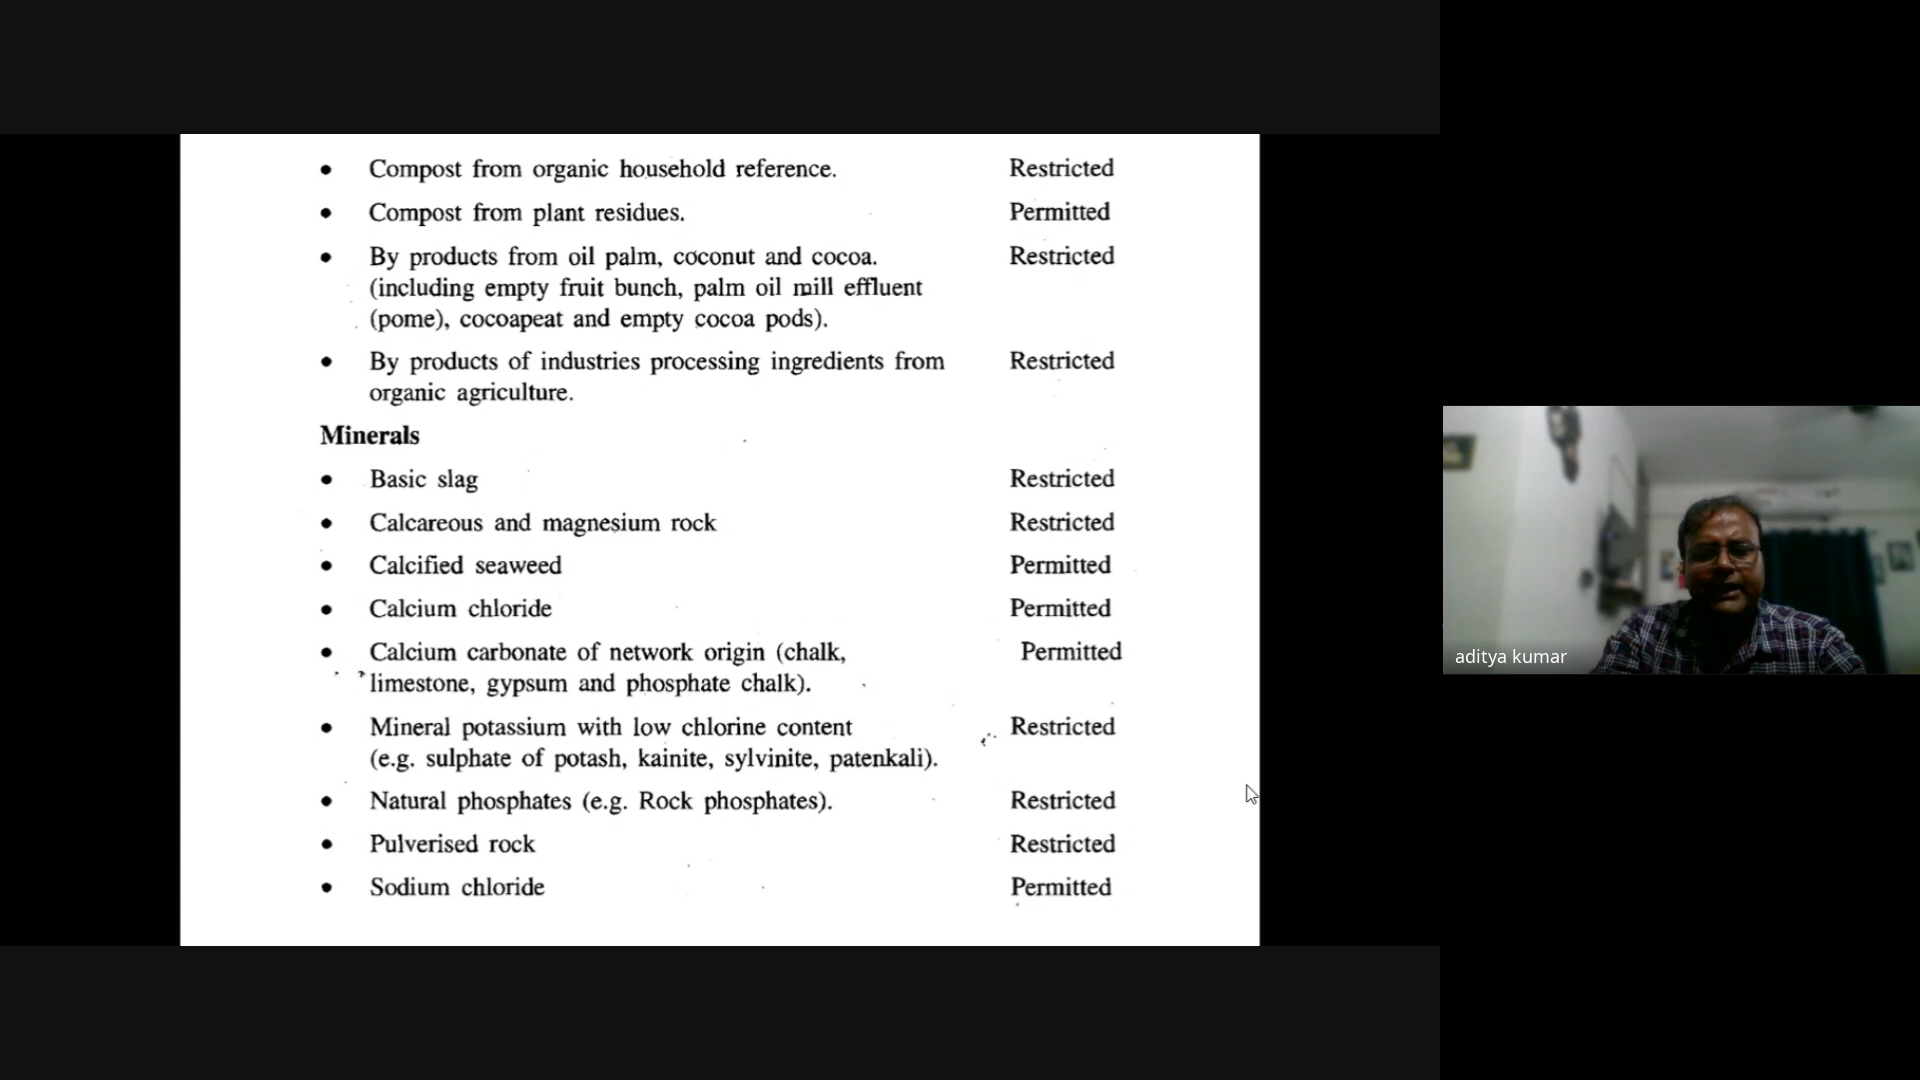 • Compost from organic household reference. Restricted
• Compost from plant residues. Permitted
• By products from oil palm, coconut and cocoa. Restricted
(including empty fruit bunch, palm oil mill effluent
(pome), cocoapeat and empty cocoa pods).
• By products of industries processing ingredients from Restricted
organic agriculture.
Minerals
• Basic slag Restricted
• Calcareous and magnesium rock Restricted
• Calcified seaweed Permitted
• Calcium chloride Permitted
• Calcium carbonate of network origin (chalk, Permitted
limestone, gypsum and phosphate chalk).
• Mineral potassium with low chlorine content Restricted
(e.g. sulphate of potash, kainite, sylvinite, patenkali).
• Natural phosphates (e.g. Rock phosphates). Restricted
• Pulverised rock Restricted
• Sodium chloride Permitted
aditya kumar